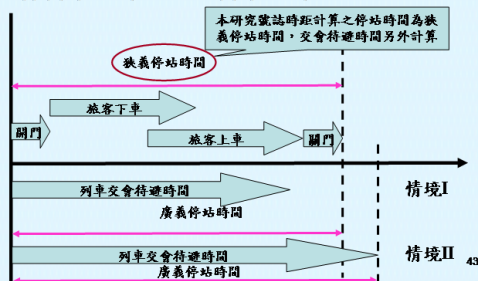 本研究號誌時距計算之停站時間為狹
義停站時間，交會待避時間另外計算
狹義停站時間
旅客下車
開門
旅客上車
關門
列車交會待避時間
情境I
廣義停站時間
列車交會待避時間
情境II
廣義停站時間
43